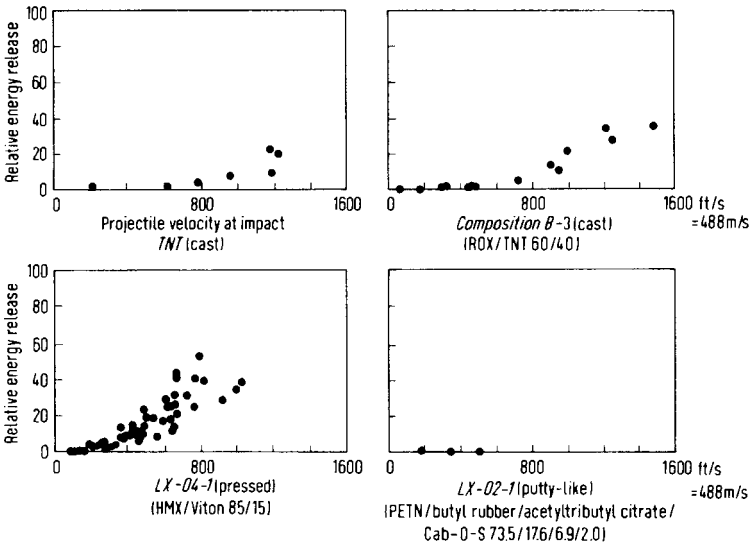 Relative energy release
100
80
60
40
20
0
0 800 1600
Projectile velocity at impact
TNT (cast)
0 800 1600 ft/s
=488m/s
Composition B-3 (cast)
(ROX/TNT 60/40)
Relative energy release
100
80
60
40
20
0
0 800 1600
LX-04-1 (pressed)
(HMX/Viton 85/15)
0 800 1600 ft/s
=488m/s
LX-02-1 (putty-like)
(PETN/butyl rubber/acetyltributyl citrate/
Cab-O-S 73.5/17.6/6.9/2.0)